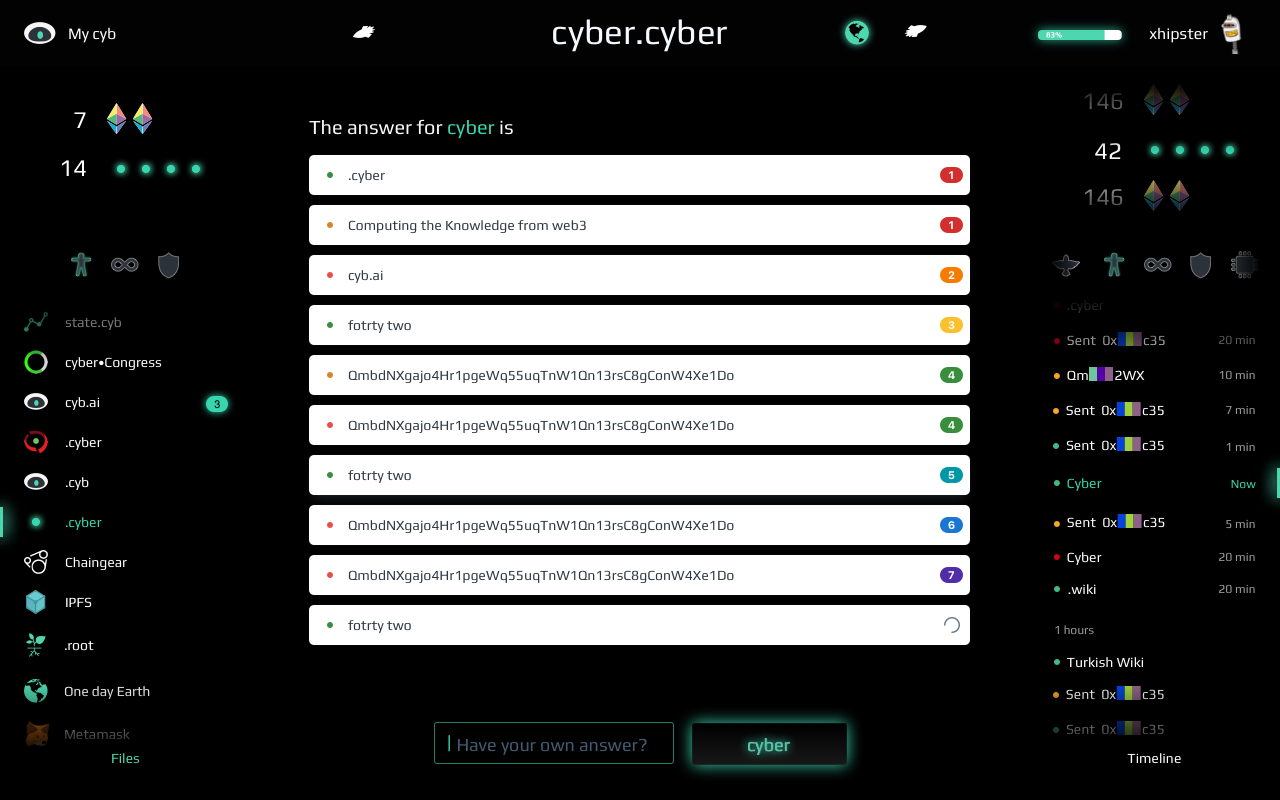 My cyb
cyber.cyber
83%
xhipster
7
14
state.cyb
cyber•Congress
cyb.ai
3
.cyber
.cyb
.cyber
Chaingear
IPFS
.root
One day Earth
Metamask
Files
The answer for cyber is
.cyber 1
Computing the Knowledge from web3 1
cyb.ai 2
fotrty two 3
QmbdNXgajo4Hr1pgeWq55uqTnW1Qn13rsC8gConW4Xe1Do 4
QmbdNXgajo4Hr1pgeWq55uqTnW1Qn13rsC8gConW4Xe1Do 4
fotrty two 5
QmbdNXgajo4Hr1pgeWq55uqTnW1Qn13rsC8gConW4Xe1Do 6
QmbdNXgajo4Hr1pgeWq55uqTnW1Qn13rsC8gConW4Xe1Do 7
fotrty two
Have your own answer?
cyber
146
42
146
.cyber
Sent 0x c35 20 min
Qm 2WX 10 min
Sent 0x c35 7 min
Sent 0x c35 1 min
Cyber Now
Sent 0x c35 5 min
Cyber 20 min
.wiki 20 min
1 hours
Turkish Wiki
Sent 0x c35
Sent 0x c35
Timeline